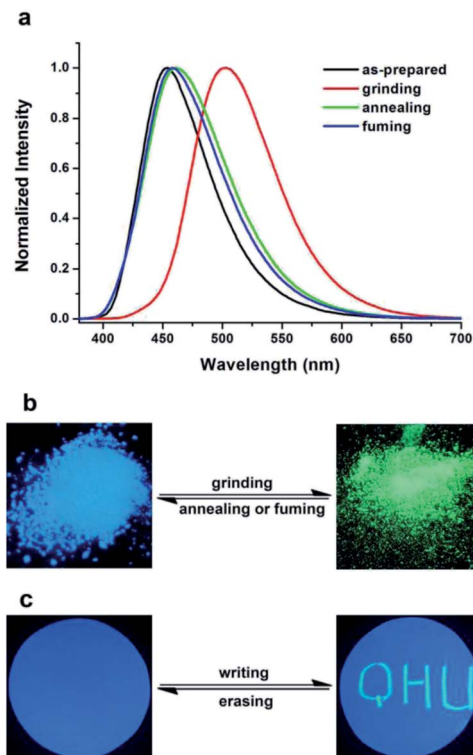 a
as-prepared
grinding
annealing
fuming
Normalized Intensity
1.0
0.8
0.6
0.4
0.2
0.0
400 450 500 550 600 650 700
Wavelength (nm)
b
grinding
annealing or fuming
c
writing
erasing
QHU